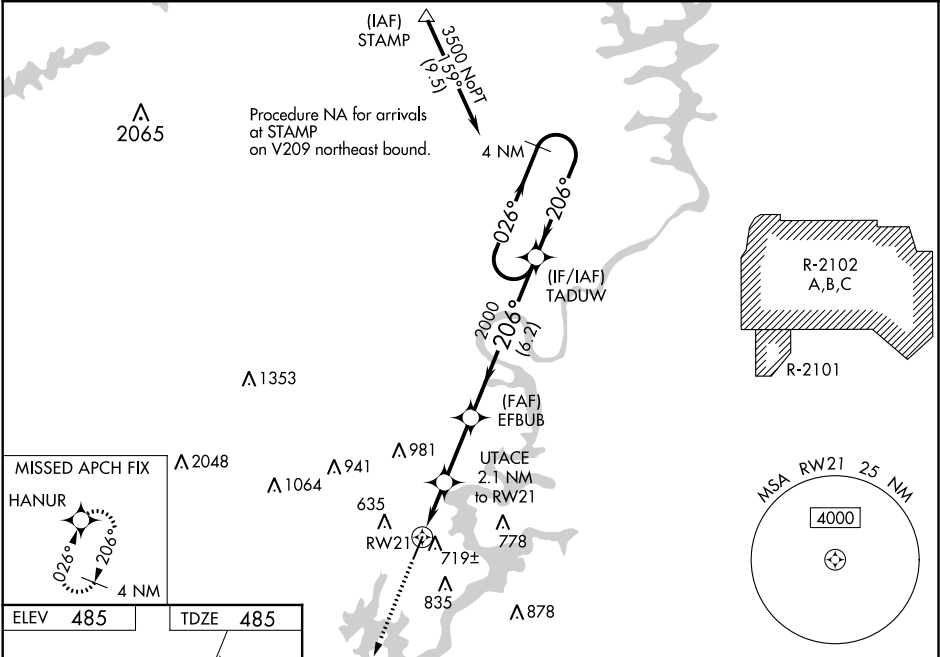 (IAF)
STAMP
3500 NoPT
159°
(9.5)
2065
Procedure NA for arrivals
at STAMP
on V209 northeast bound.
4 NM
026°
206°
(IF/IAF)
TADUW
R-2102
A,B,C
R-2101
2000
206°
(6.2)
1353
(FAF)
EFBUB
981
UTACE
2.1 NM
to RW21
2048
941
1064
635
RW21
719±
778
835
878
MISSED APCH FIX
HANUR
026°
206°
4 NM
MSA RW21 25 NM
4000
ELEV 485
TDZE 485